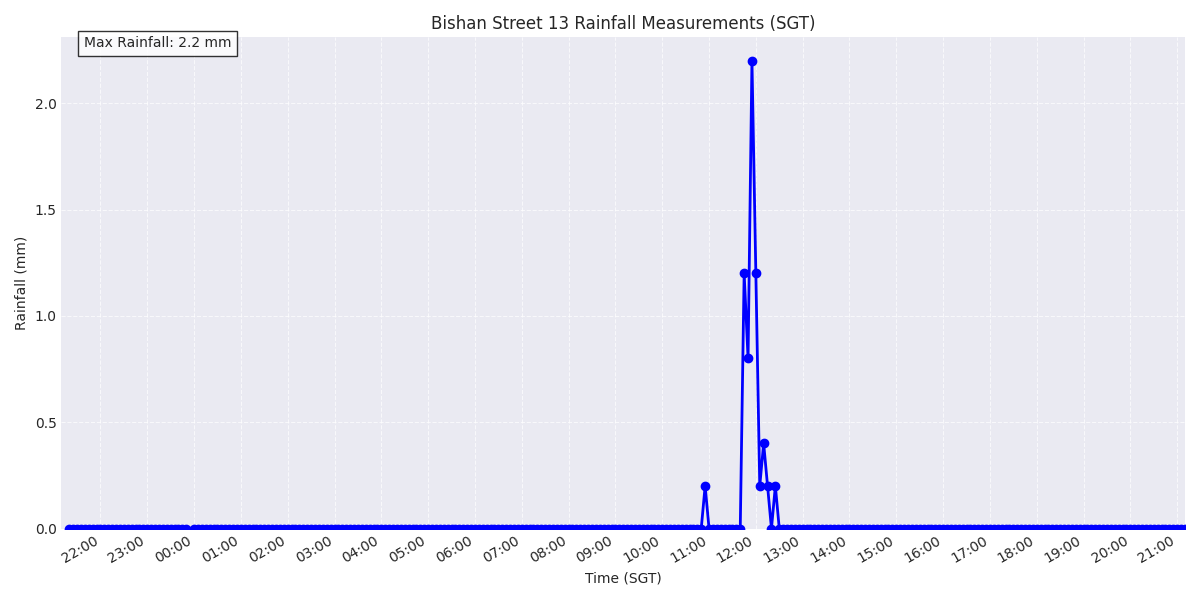 Bishan Street 13 Rainfall Measurements (SGT)
Max Rainfall: 2.2 mm
2.0
1.5
1.0
0.5
0.0
Rainfall (mm)
22:00 23:00 00:00 01:00 02:00 03:00 04:00 05:00 06:00 07:00 08:00 09:00 10:00 11:00 12:00 13:00 14:00 15:00 16:00 17:00 18:00 19:00 20:00 21:00
Time (SGT)